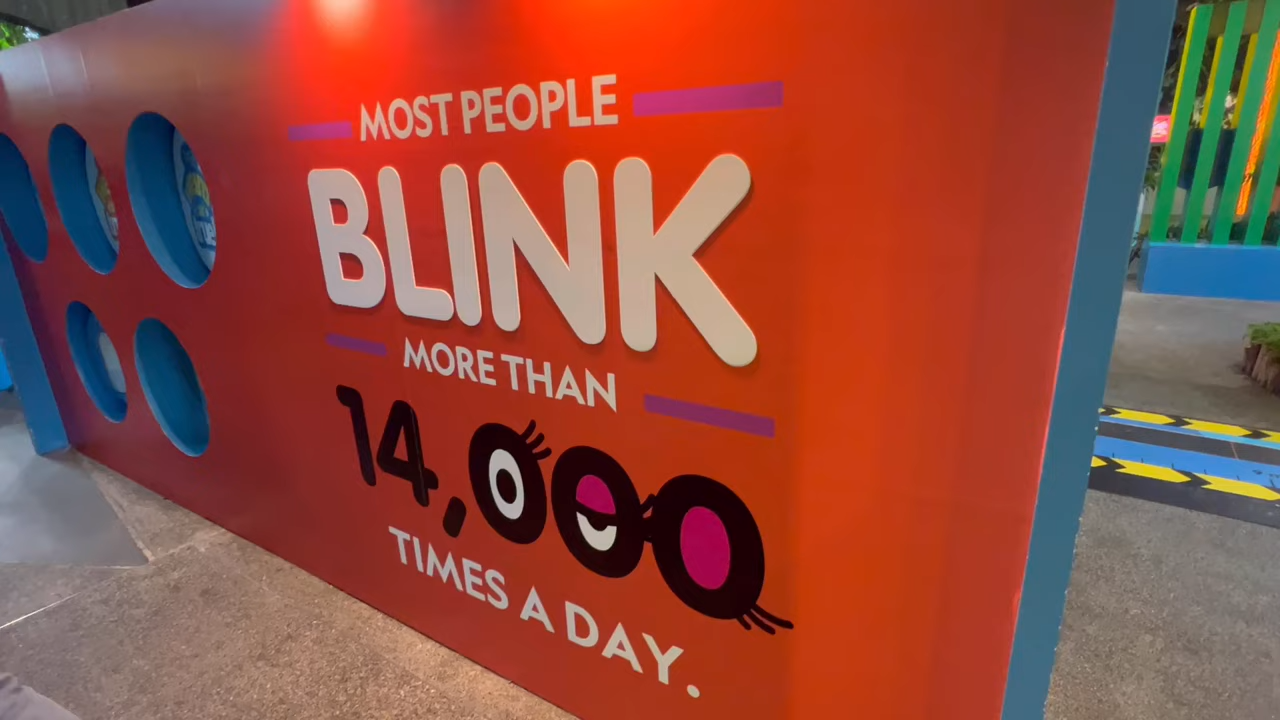 MOST PEOPLE
BLINK
MORE THAN
14,000
TIMES A DAY.